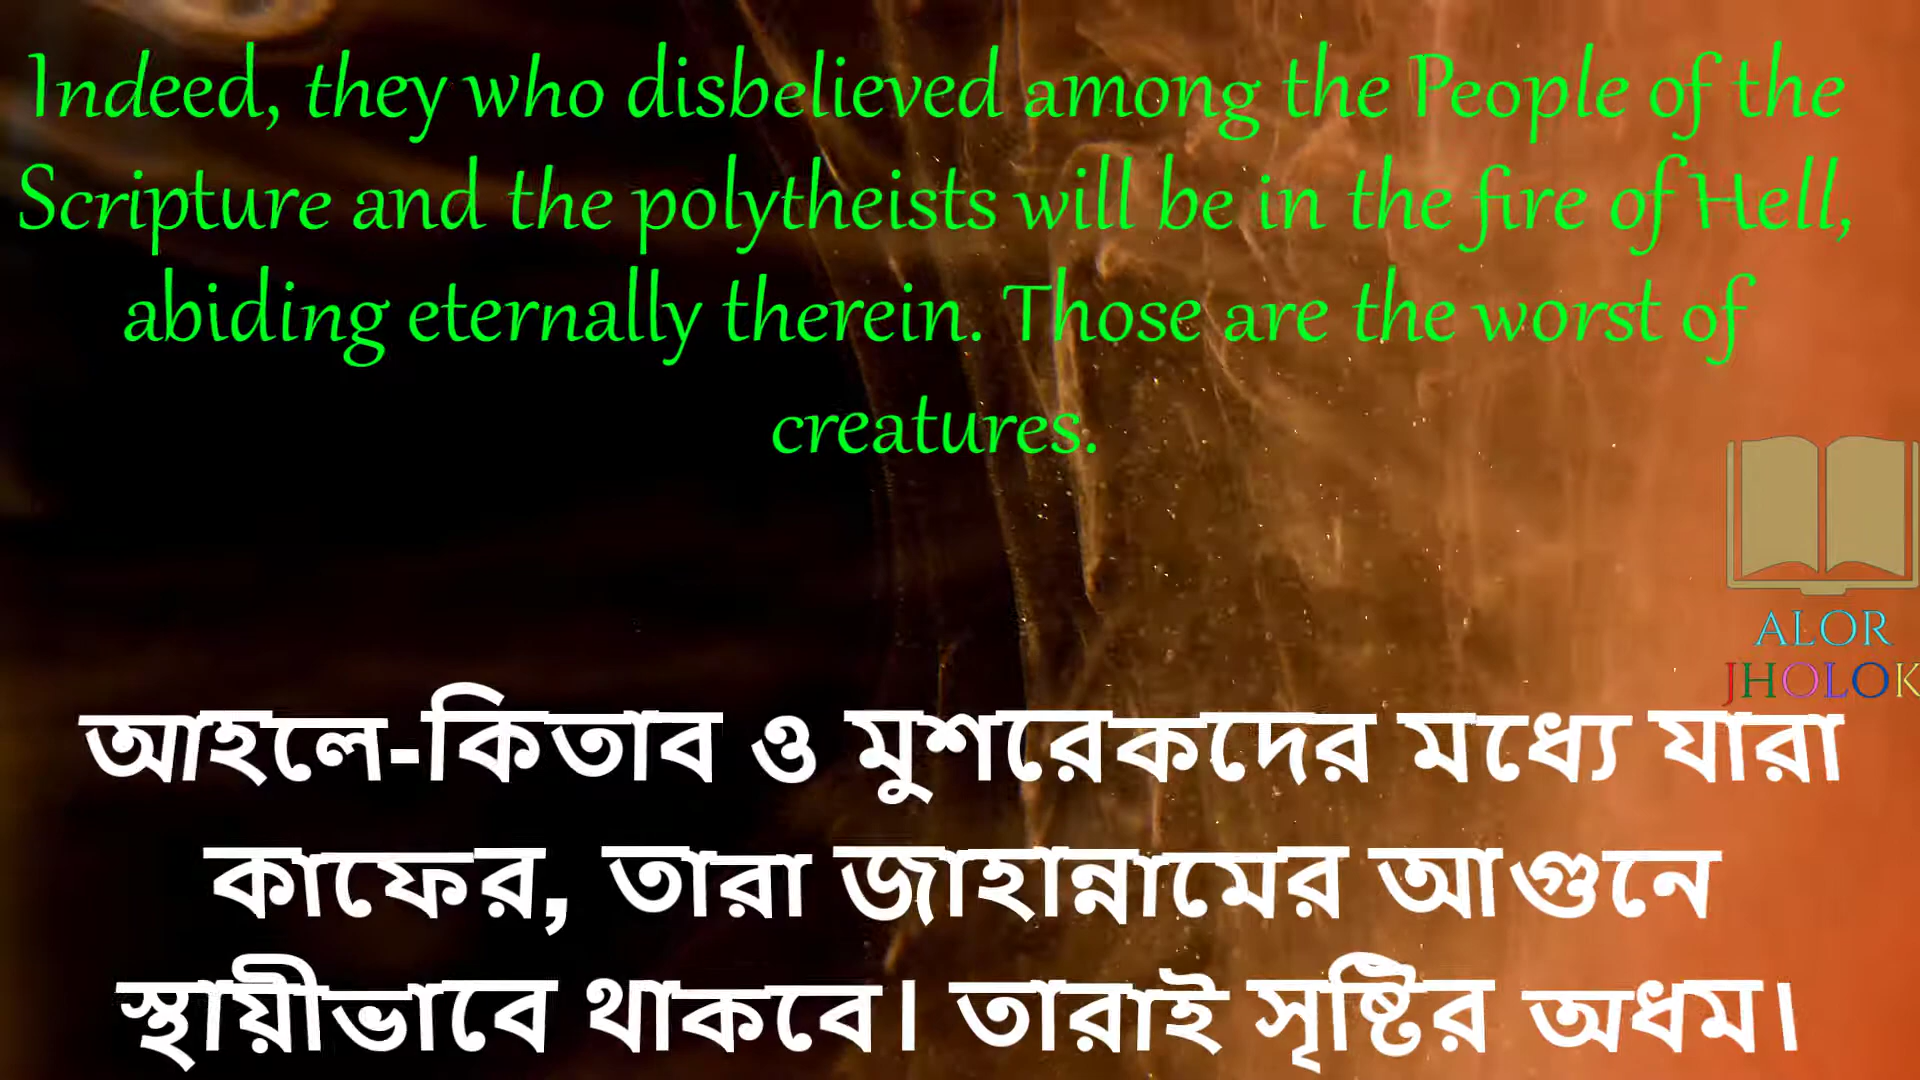 Indeed, they who disbelieved among the People of the
Scripture and the polytheists will be in the fire of Hell,
abiding eternally therein. Those are the worst of
creatures.
ALOR
JHOLOK
আহলে-কিতাব ও মুশরেকদের মধ্যে যারা
কাফের, তারা জাহান্নামের আগুনে
স্থায়ীভাবে থাকবে। তারাই সৃষ্টির অধম।